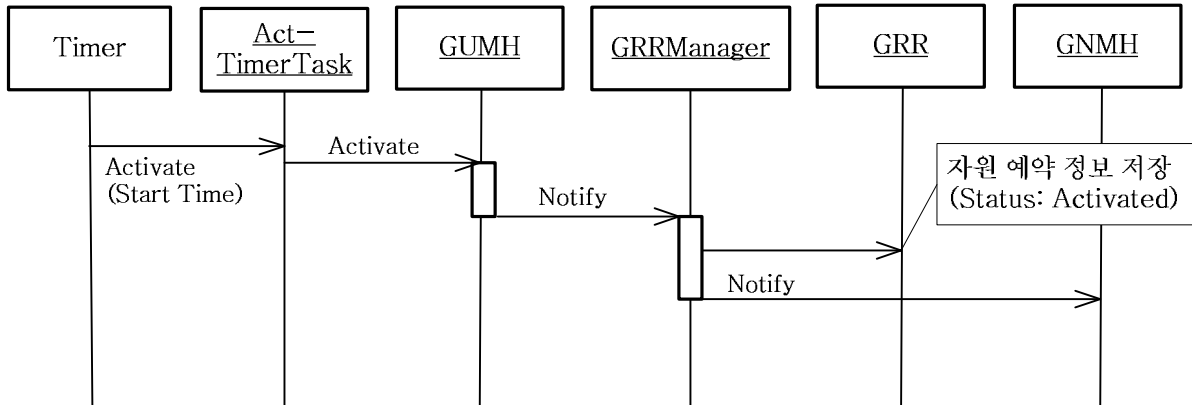 Timer
Act-
TimerTask
GUMH
GRRManager
GRR
GNMH
Activate
(Start Time)
Activate
Notify
자원 예약 정보 저장
(Status: Activated)
Notify